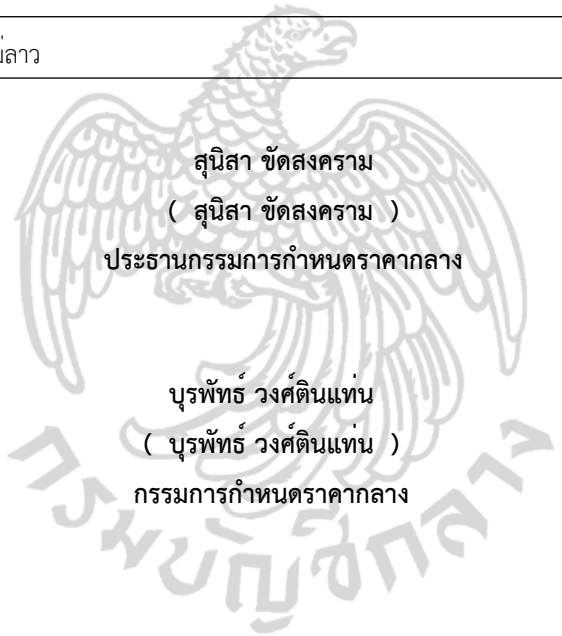 ลาว
สุนิสา ขัดสงคราม
( สุนิสา ขัดสงคราม )
ประธานกรรมการกำหนดราคากลาง
บุรพัทธ์ วงศ์ตินแท่น
( บุรพัทธ์ วงศ์ตินแท่น )
กรรมการกำหนดราคากลาง
กรมบัญชีกลาง